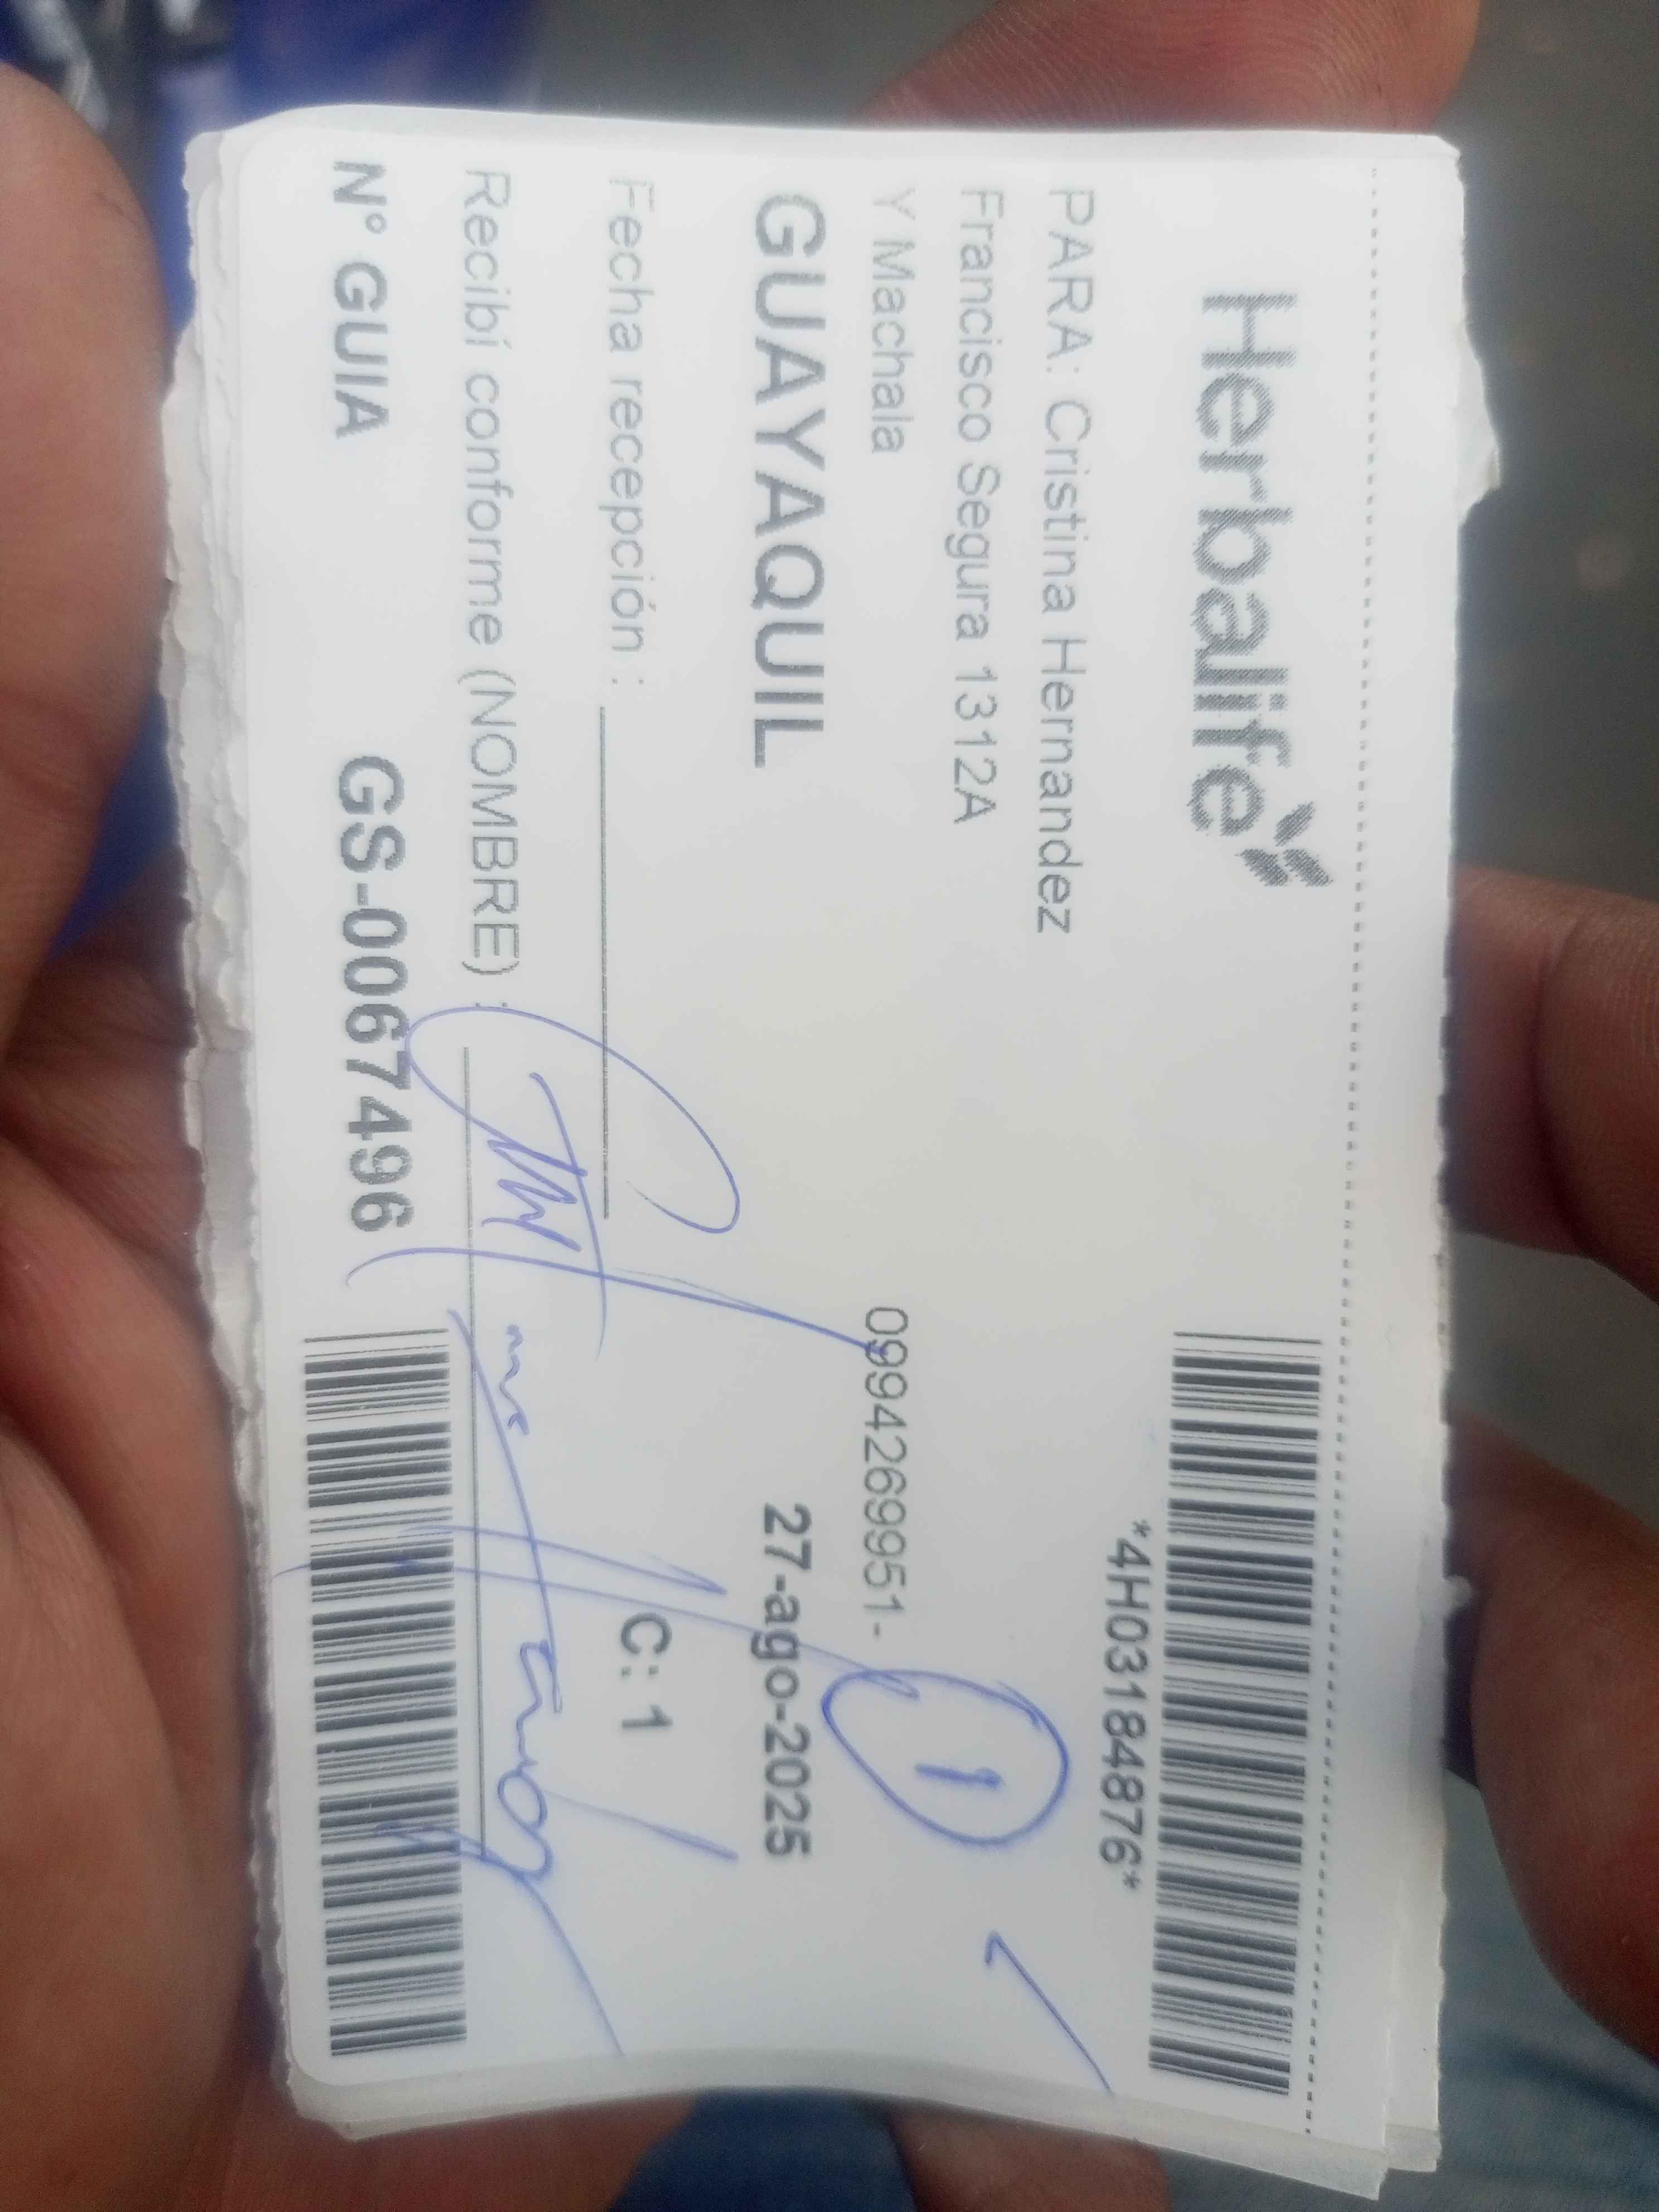 Herbalife
*4H03184876*
PARA: Cristina Hernandez
Francisco Segura 1312A
1
Y Machala
0994269951-
GUAYAQUIL
27-ago-2025
Fecha recepción :
C: 1
Recibí conforme (NOMBRE) :
N° GUIA
GS-0067496